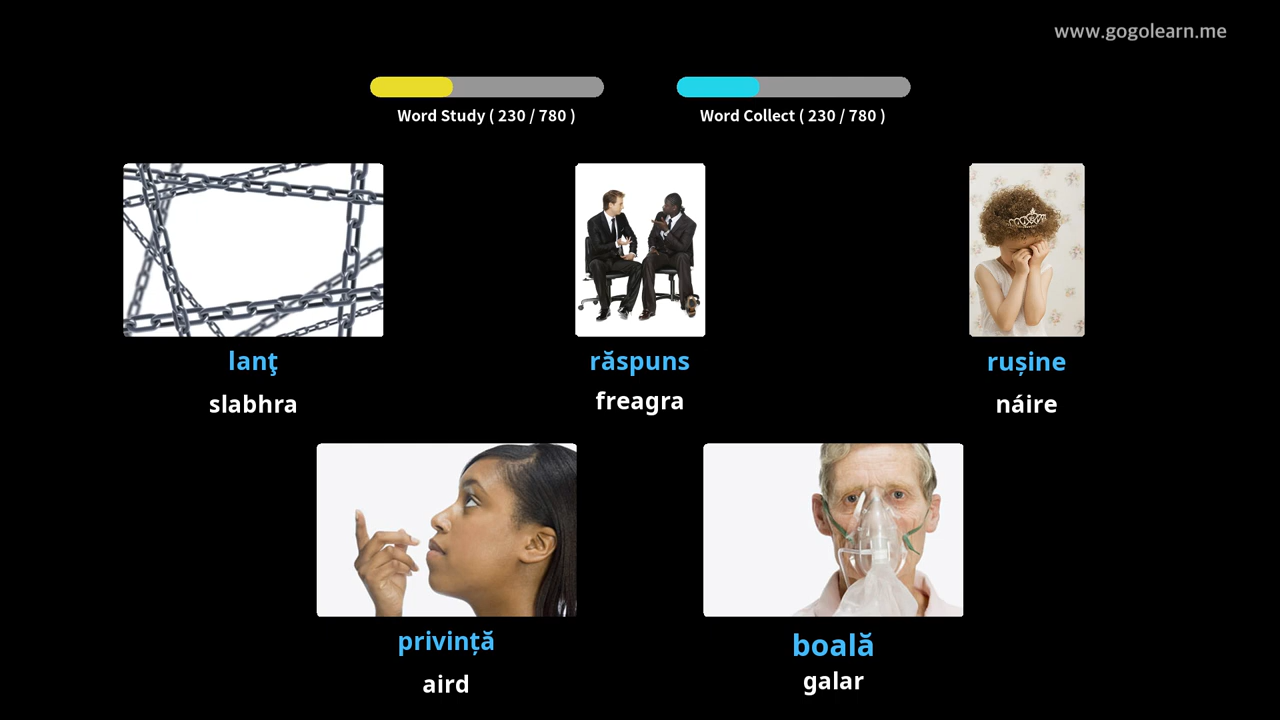 www.gogolearn.me
Word Study ( 230 / 780 )
Word Collect ( 230 / 780 )
lanţ
răspuns
rușine
slabhra
freagra
náire
privință
boală
aird
galar